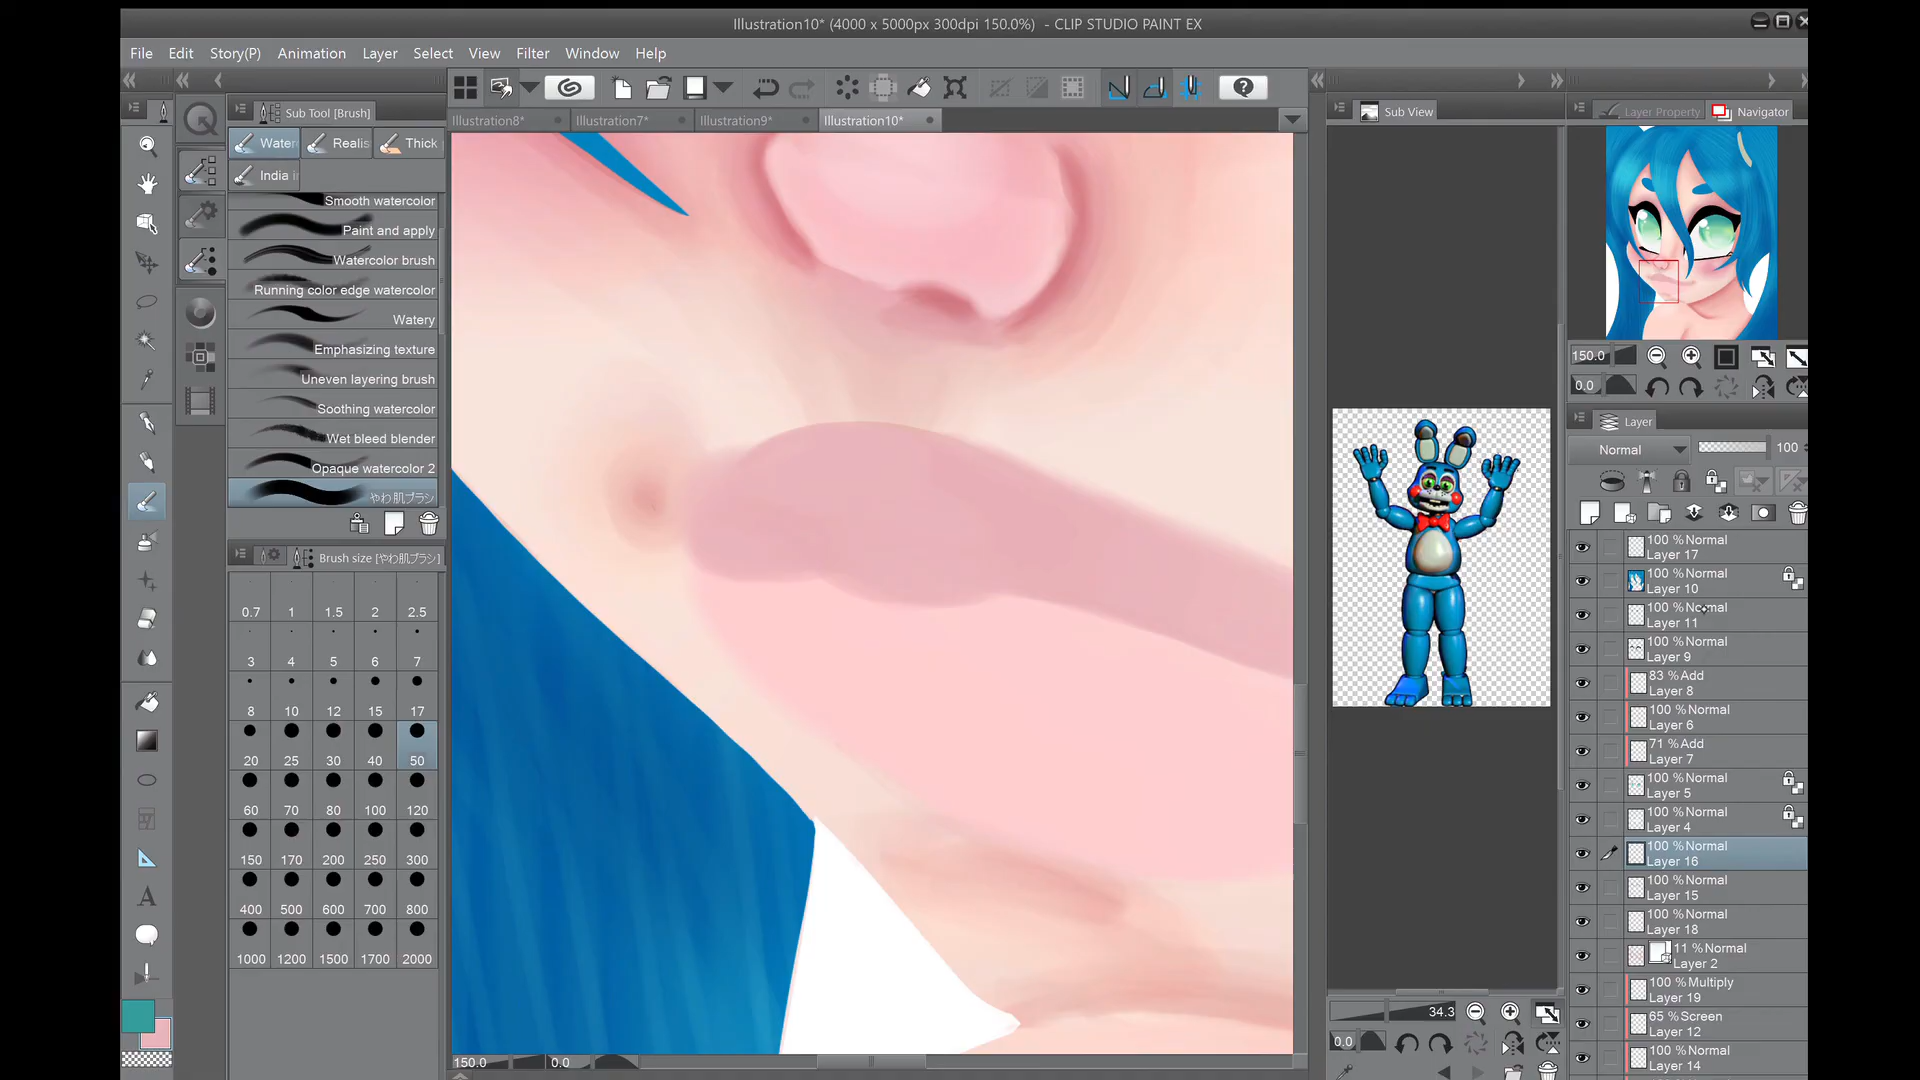 Illustration10* (4000 x 5000px 300dpi 150.0%) - CLIP STUDIO PAINT EX
File Edit Story(P) Animation Layer Select View Filter Window Help
Sub Tool [Brush]
Water Realis Thick
India i
Smooth watercolor
Paint and apply
Watercolor brush
Running color edge watercolor
Watery
Emphasizing texture
Uneven layering brush
Soothing watercolor
Wet bleed blender
Opaque watercolor 2
やわ肌ブラシ
Brush size [やわ肌ブラシ]
0.7 1 1.5 2 2.5
3 4 5 6 7
8 10 12 15 17
20 25 30 40 50
60 70 80 100 120
150 170 200 250 300
400 500 600 700 800
1000 1200 1500 1700 2000
Illustration8* Illustration7* Illustration9* Illustration10*
150.0 0.0
Sub View
34.3
0.0
Layer Property Navigator
150.0
0.0
Layer
Normal 100
100 %Normal
Layer 17
100 %Normal
Layer 10
100 %Normal
Layer 11
100 %Normal
Layer 9
83 %Add
Layer 8
100 %Normal
Layer 6
71 %Add
Layer 7
100 %Normal
Layer 5
100 %Normal
Layer 4
100 %Normal
Layer 16
100 %Normal
Layer 15
100 %Normal
Layer 18
11 %Normal
Layer 2
100 %Multiply
Layer 19
65 %Screen
Layer 12
100 %Normal
Layer 14